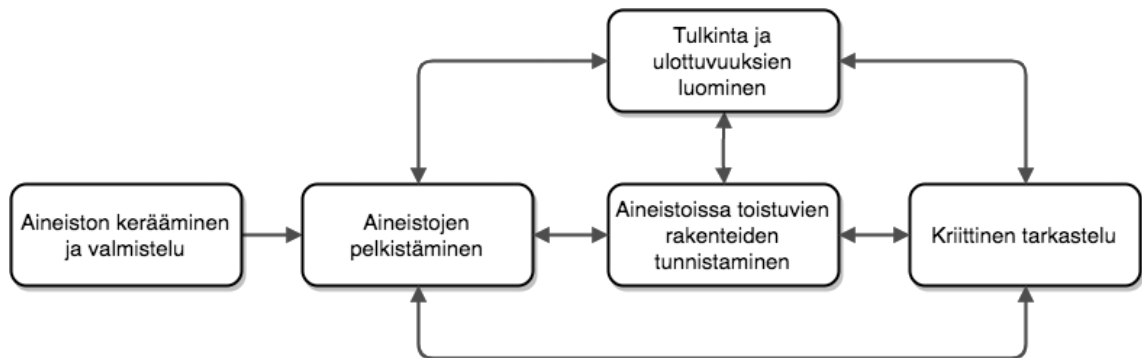 Tulkinta ja
ulottuvuuksien
luominen
Aineiston kerääminen
ja valmistelu
Aineistojen
pelkistäminen
Aineistoissa toistuvien
rakenteiden
tunnistaminen
Kriittinen tarkastelu